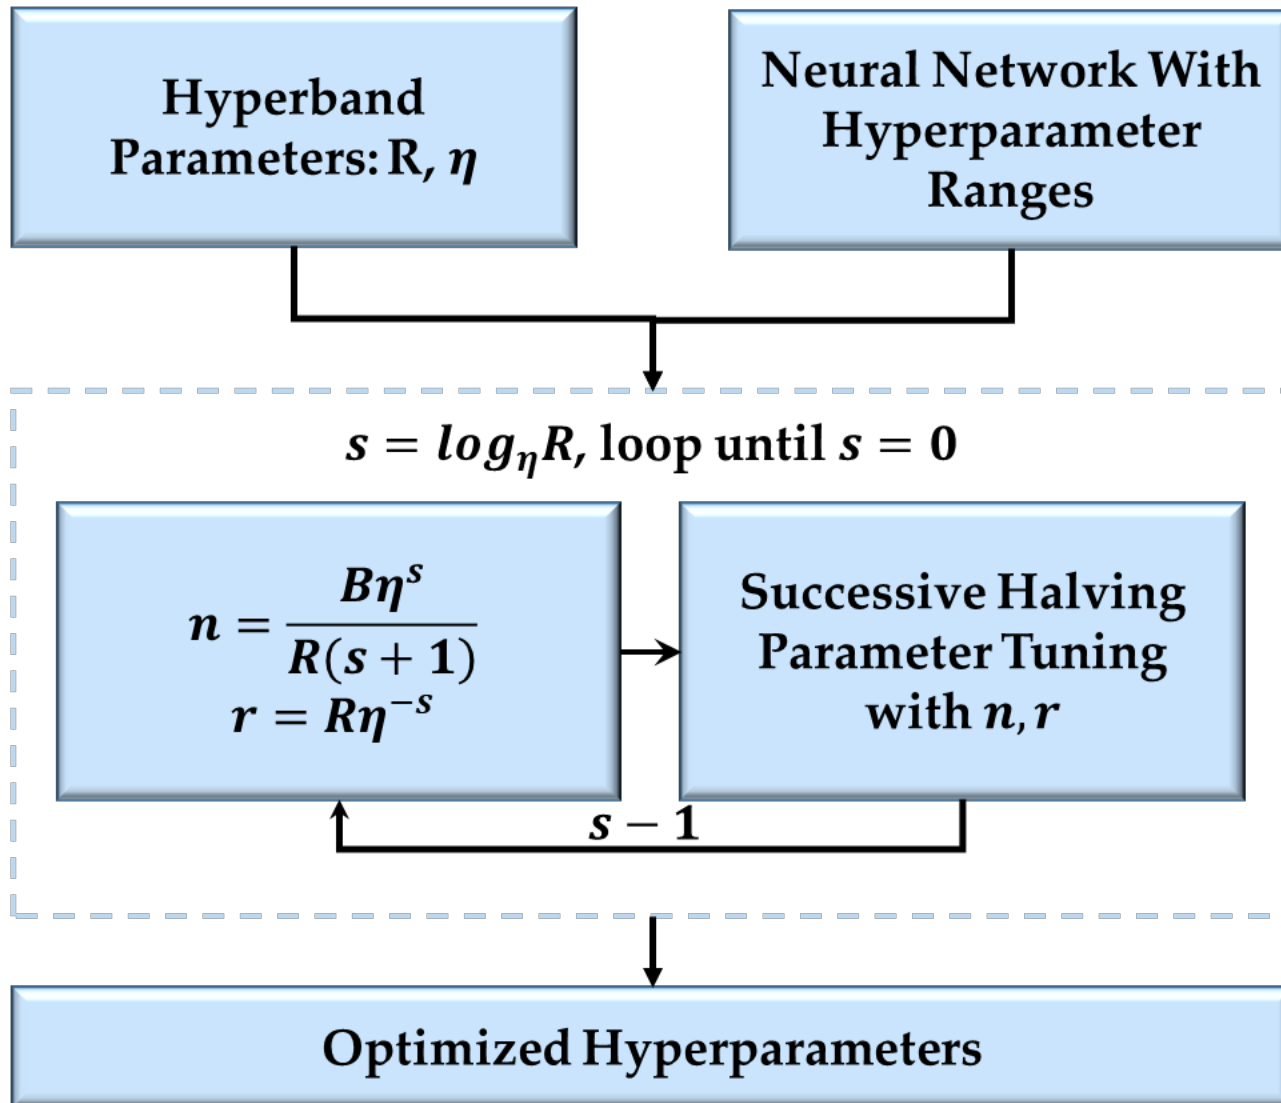 Hyperband
Parameters: R, η
Neural Network With
Hyperparameter
Ranges
s = log_η R, loop until s = 0
n = Bη^s / R(s + 1)
r = Rη^−s
Successive Halving
Parameter Tuning
with n, r
s − 1
Optimized Hyperparameters